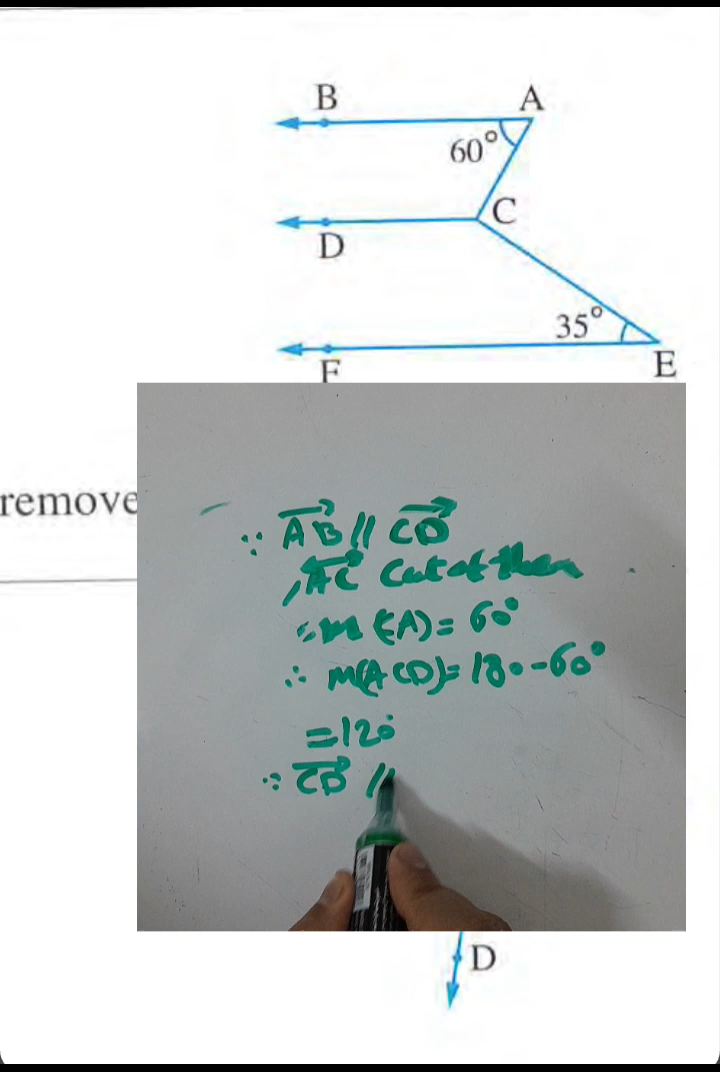 B
A
60°
C
D
35°
F
E
remove
∵ AB // CD
, AC Cut of them
∵ m(∠A) = 60°
∴ m(ACD) = 180 - 60°
= 120°
∵ CD //
D